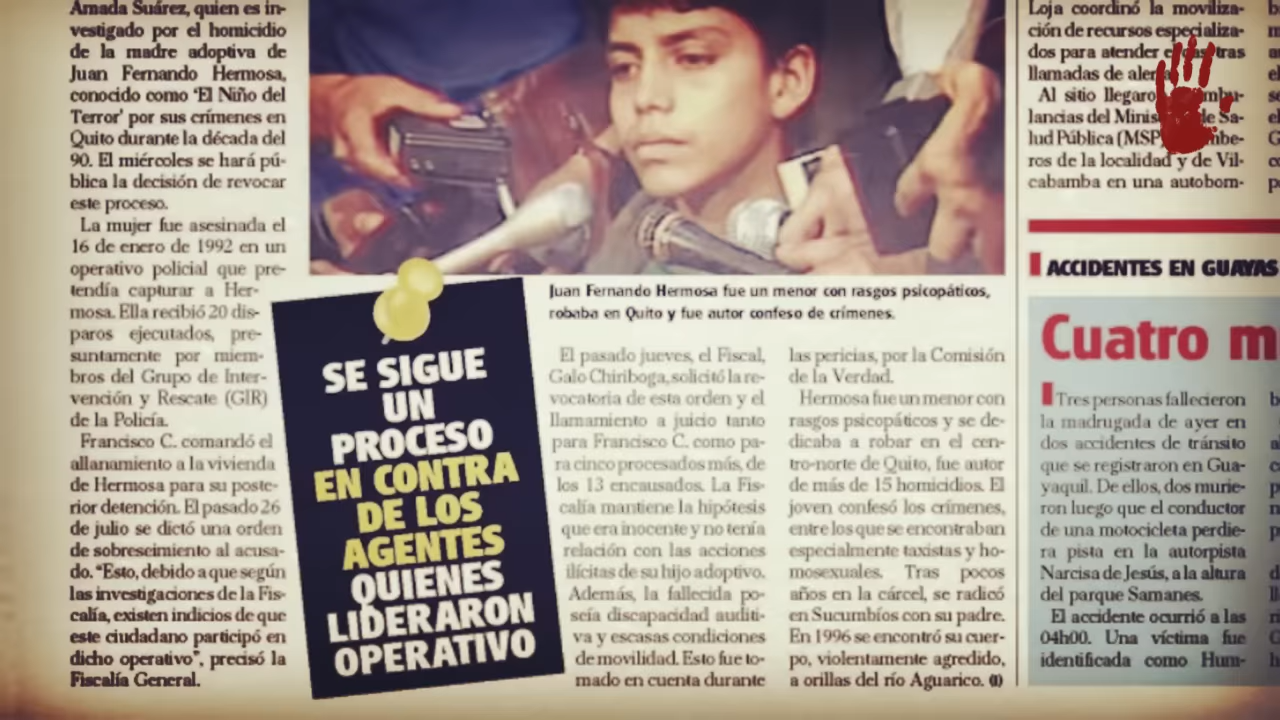 Amada Suárez, quien es in-
vestigado por el homicidio
de la madre adoptiva de
Juan Fernando Hermosa,
conocido como ‘El Niño del
Terror’ por sus crímenes en
Quito durante la década del
90. El miércoles se hará pú-
blica la decisión de revocar
este proceso.
La mujer fue asesinada el
16 de enero de 1992 en un
operativo policial que pre-
tendía capturar a Her-
mosa. Ella recibió 20 dis-
paros ejecutados, pre-
suntamente por miem-
bros del Grupo de Inter-
vención y Rescate (GIR)
de la Policía.
Francisco C. comandó el
allanamiento a la vivienda
de Hermosa para su poste-
rior detención. El pasado 26
de julio se dictó una orden
de sobreseimiento al acusa-
do. “Esto, debido a que según
las investigaciones de la Fis-
calía, existen indicios de que
este ciudadano participó en
dicho operativo”, precisó la
Fiscalía General.
SE SIGUE
UN
PROCESO
EN CONTRA
DE LOS
AGENTES
QUIENES
LIDERARON
OPERATIVO
Juan Fernando Hermosa fue un menor con rasgos psicopáticos,
robaba en Quito y fue autor confeso de crímenes.
El pasado jueves, el Fiscal,
Galo Chiriboga, solicitó la re-
vocatoria de esta orden y el
llamamiento a juicio tanto
para Francisco C. como pa-
ra cinco procesados más, de
los 13 encausados. La Fis-
calía mantiene la hipótesis
que era inocente y no tenía
relación con las acciones
ilícitas de su hijo adoptivo.
Además, la fallecida po-
seía discapacidad auditi-
va y escasas condiciones
de movilidad. Esto fue to-
mado en cuenta durante
las pericias, por la Comisión
de la Verdad.
Hermosa fue un menor con
rasgos psicopáticos y se de-
dicaba a robar en el cen-
tro-norte de Quito, fue autor
de más de 15 homicidios. El
joven confesó los crímenes,
entre los que se encontraban
especialmente taxistas y ho-
mosexuales. Tras pocos
años en la cárcel, se radicó
en Sucumbíos con su padre.
En 1996 se encontró su cuer-
po, violentamente agredido,
a orillas del río Aguarico. (I)
Loja coordinó la moviliza-
ción de recursos especializa-
dos para atender tras
llamadas de
Al sitio llegaro
lancias del de Sa-
lud Pública (MSP)
ros de la localidad y de Vil-
cabamba en una autobom-
ACCIDENTES EN GUAYAS
Cuatro m
Tres personas fallecieron
la madrugada de ayer en
dos accidentes de tránsito
que se registraron en Gua-
yaquil. De ellos, dos murie-
ron luego que el conductor
de una motocicleta perdie-
ra pista en la autorpista
Narcisa de Jesús, a la altura
del parque Samanes.
El accidente ocurrió a las
04h00. Una víctima fue
identificada como Hum-